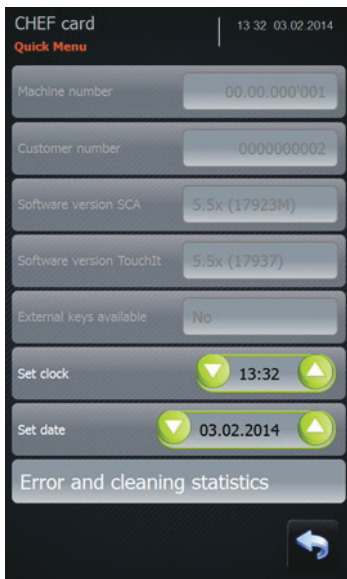 CHEF card
13 32 03.02.2014
Quick Menu
Machine number 00.00.000'001
Customer number 0000000002
Software version SCA 5.5x (17923M)
Software version TouchIt 5.5x (17937)
External keys available No
Set clock 13:32
Set date 03.02.2014
Error and cleaning statistics